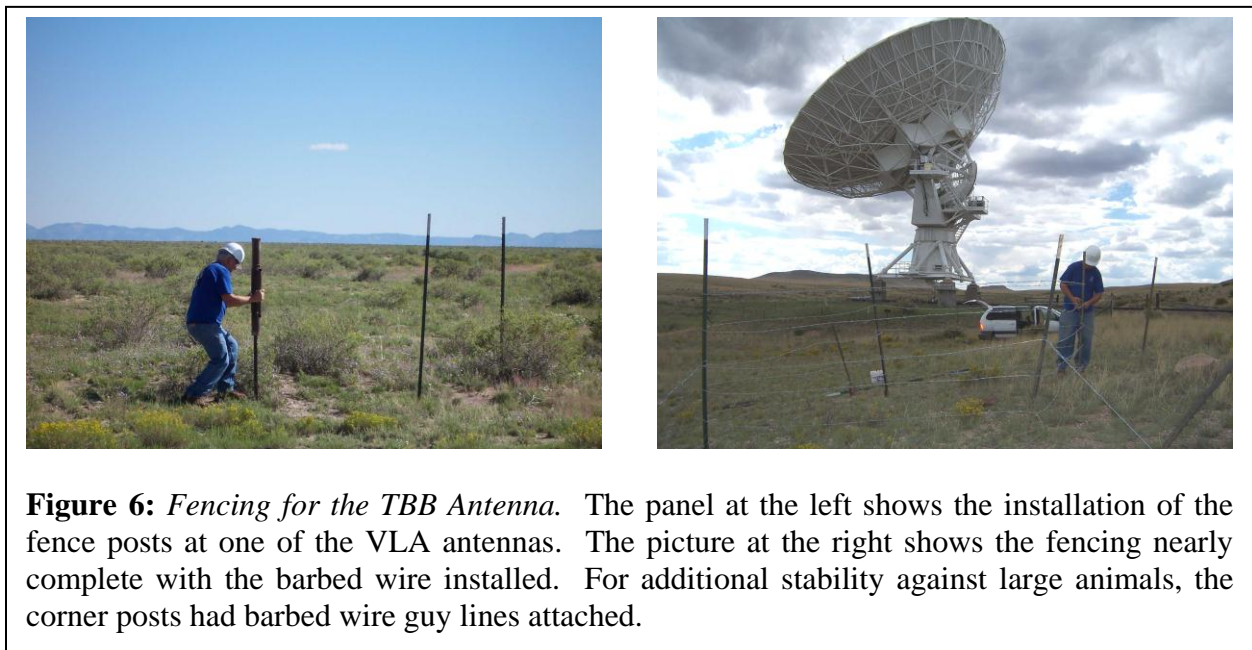 Figure 6: Fencing for the TBB Antenna. The panel at the left shows the installation of the
fence posts at one of the VLA antennas. The picture at the right shows the fencing nearly
complete with the barbed wire installed. For additional stability against large animals, the
corner posts had barbed wire guy lines attached.